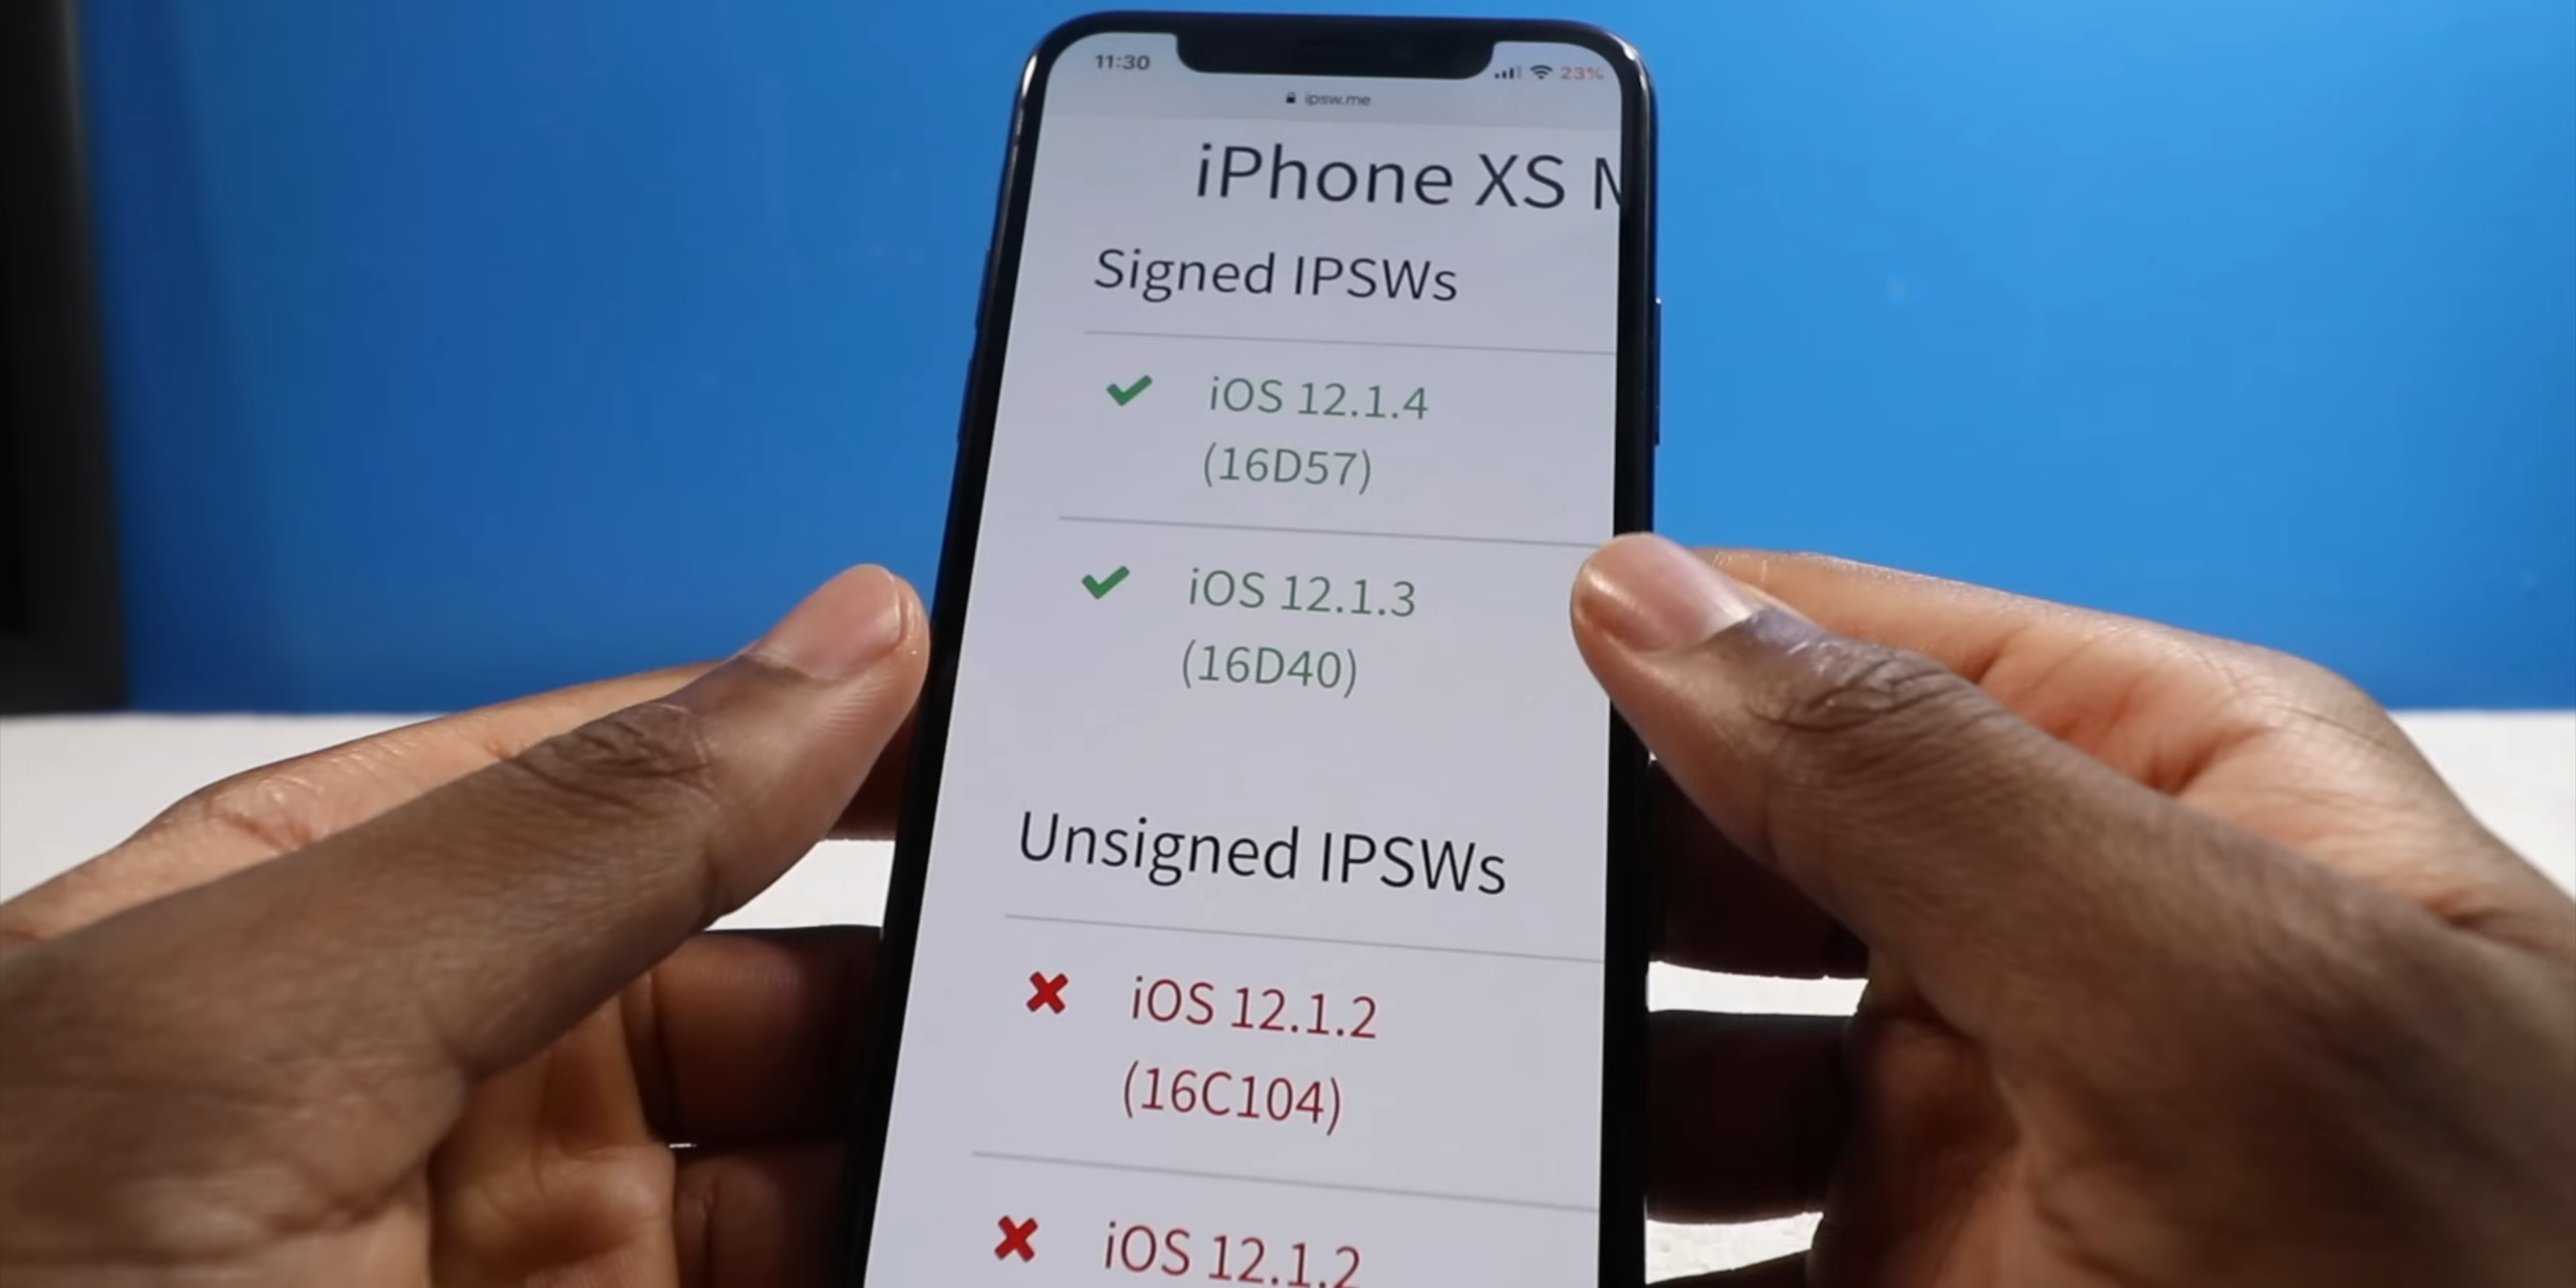 11:30
23%
ipsw.me
iPhone XS M
Signed IPSWs
iOS 12.1.4
(16D57)
iOS 12.1.3
(16D40)
Unsigned IPSWs
iOS 12.1.2
(16C104)
iOS 12.1.2